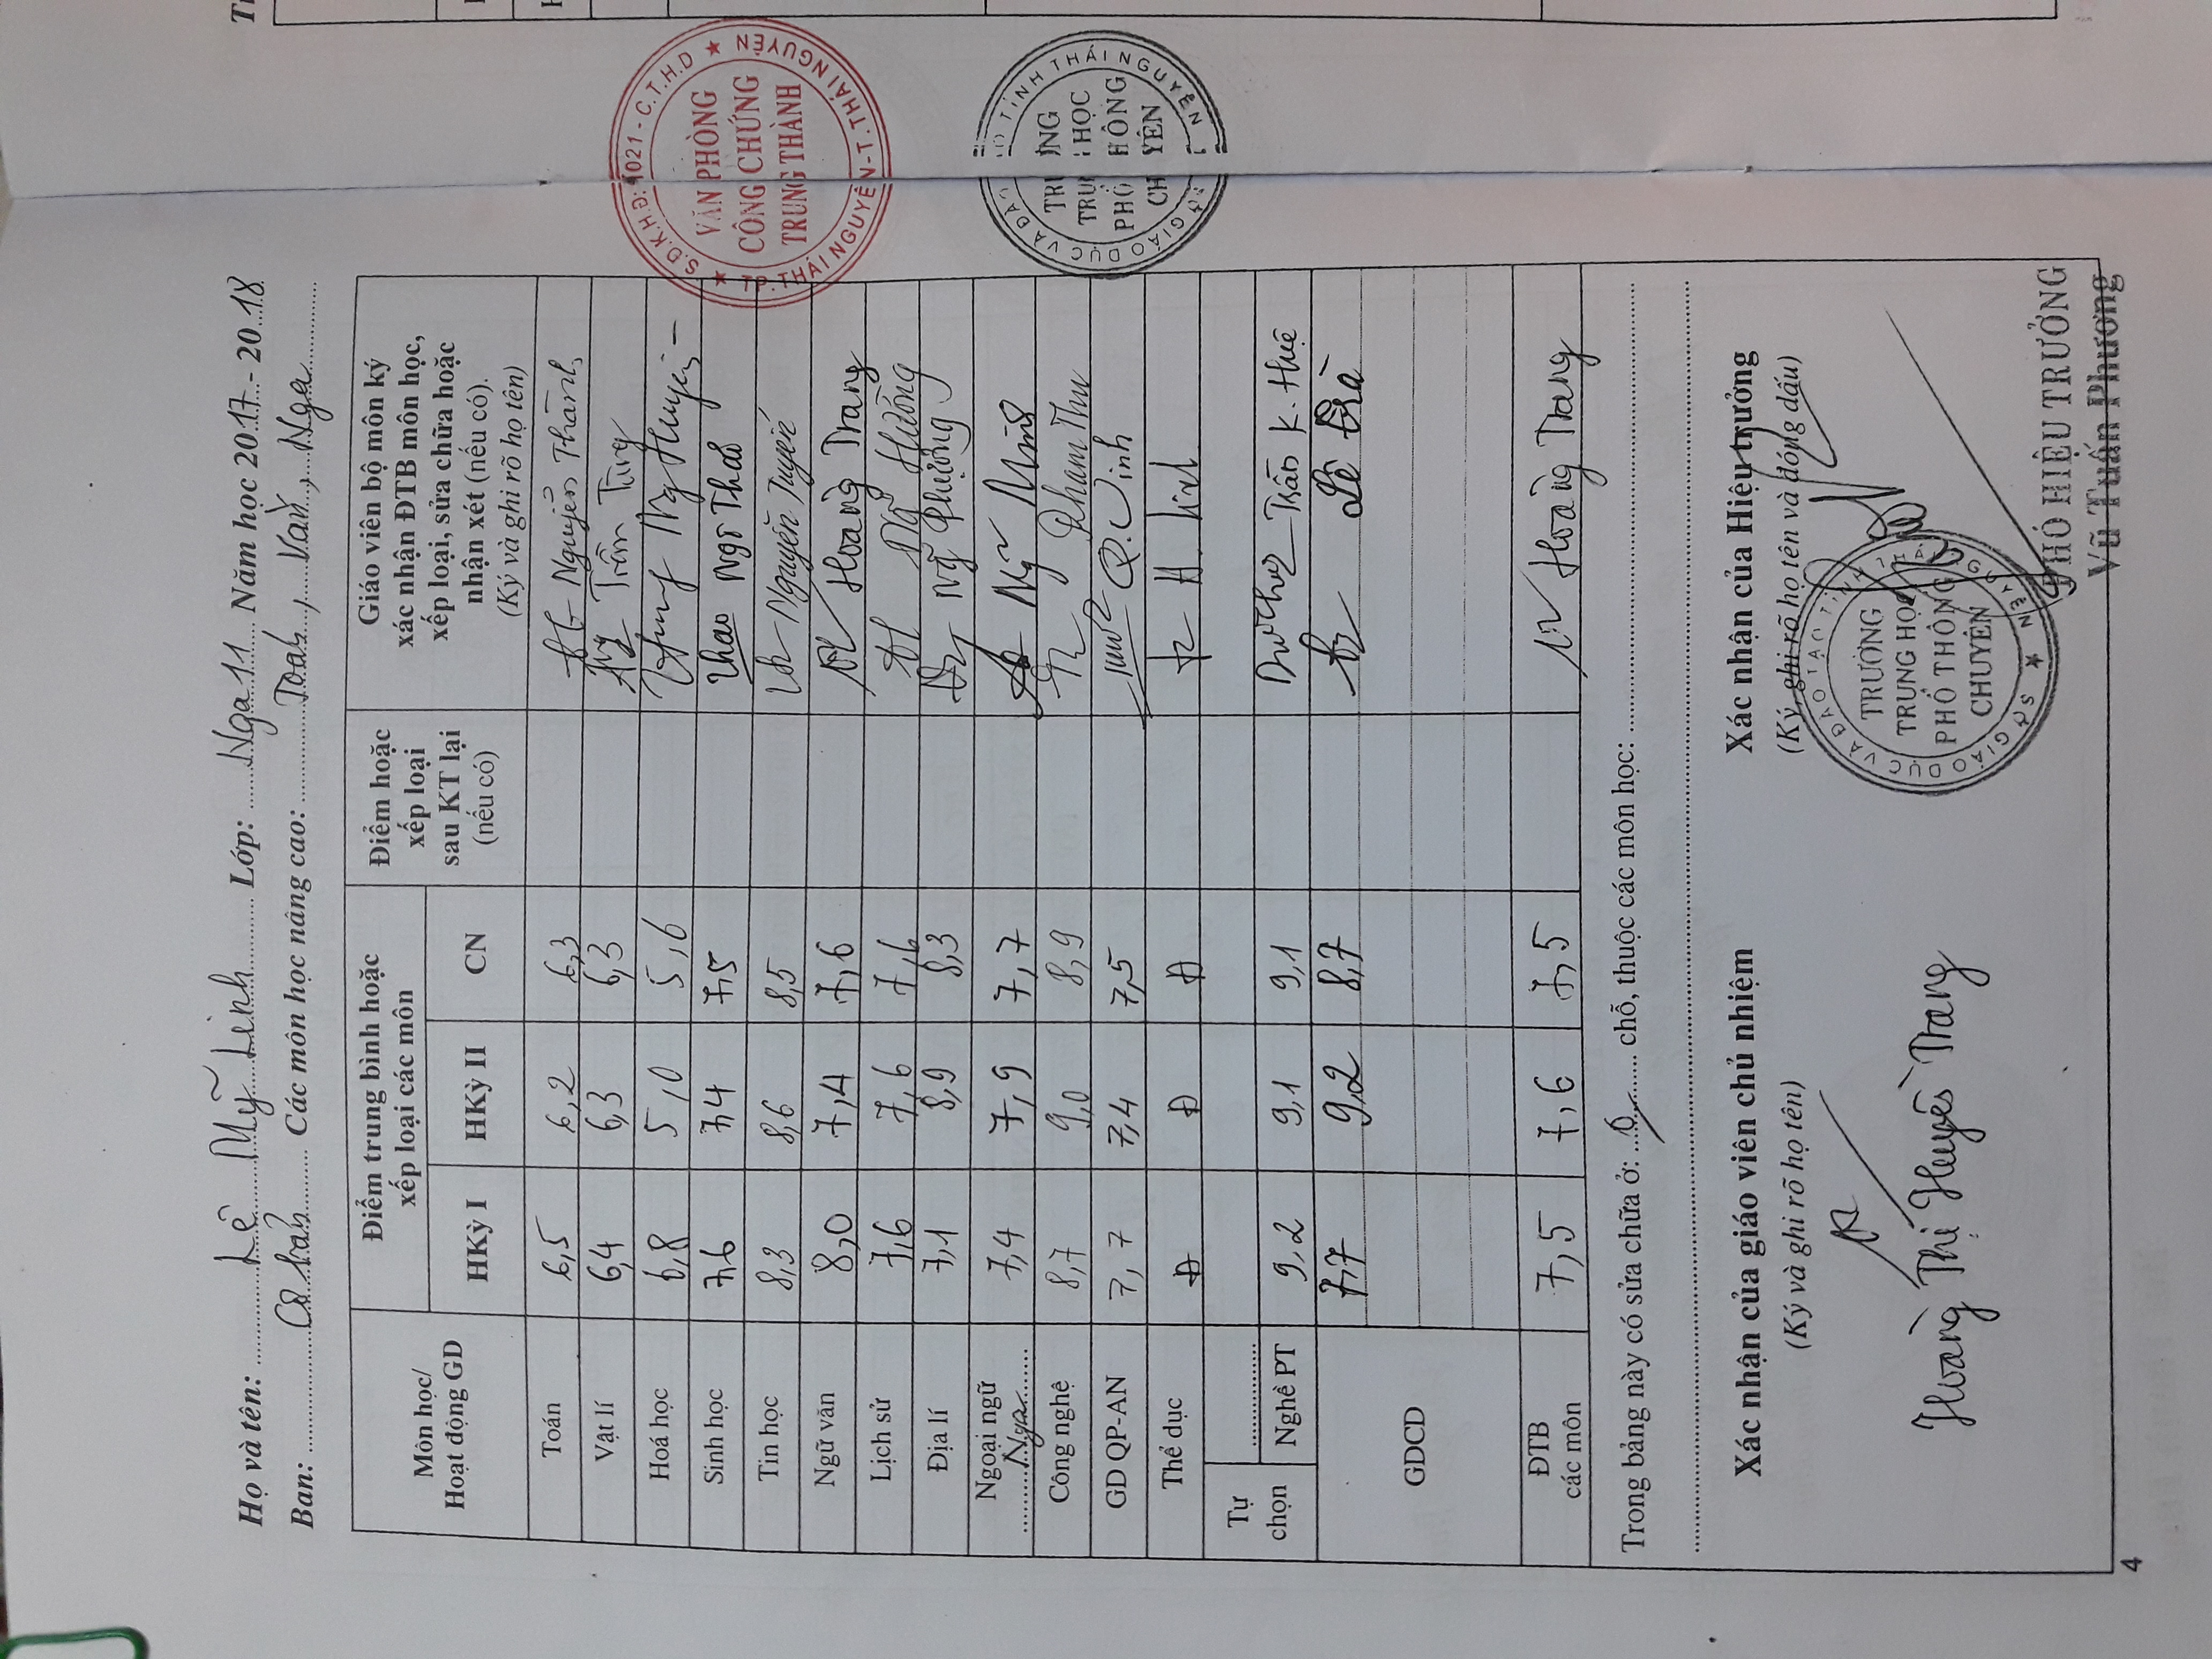 Họ và tên: Lê Mỹ Linh Lớp: Nga 11 Năm học 2017 - 2018
Ban: Cơ bản Các môn học nâng cao: Toán, Văn, Nga
Môn học/ Hoạt động GD
Điểm trung bình hoặc xếp loại các môn
HKỳ I HKỳ II CN
Điểm hoặc xếp loại sau KT lại (nếu có)
Giáo viên bộ môn ký
xác nhận ĐTB môn học,
xếp loại, sửa chữa hoặc
nhận xét (nếu có).
(Ký và ghi rõ họ tên)
Toán 6,5 6,2 6,3 Nguyễn Thành
Vật lí 6,4 6,3 6,3 Trần Tùng
Hoá học 6,8 5,0 5,6 Ng Huyền
Sinh học 7,6 7,4 7,5 Thao Ngô Thảo
Tin học 8,3 8,6 8,5 Nguyễn Tuyến
Ngữ văn 8,0 7,4 7,6 Hoàng Trang
Lịch sử 7,6 7,6 7,6 Ng Hường
Địa lí 7,1 8,9 8,3 Ng Phượng
Ngoại ngữ
Nga 7,4 7,9 7,7 Ng Minh
Công nghệ 8,7 9,0 8,9 Phạm Thu
GD QP-AN 7,7 7,4 7,5 Q. Vinh
Thể dục Đ Đ Đ H.
Tự chọn
Nghề PT 9,2 9,1 9,1 Trần K. Huệ
GDCD 7,7 9,2 8,7 Lê Trà
ĐTB các môn 7,5 7,6 7,5 Hoàng Trang
Trong bảng này có sửa chữa ở: 0 chỗ, thuộc các môn học:
Xác nhận của giáo viên chủ nhiệm
(Ký và ghi rõ họ tên)
Hoàng Thị Huyền Trang
Xác nhận của Hiệu trưởng
(Ký, ghi rõ họ tên và đóng dấu)
SỞ GIÁO DỤC VÀ ĐÀO TẠO TỈNH THÁI NGUYÊN
TRƯỜNG
TRUNG HỌC
PHỔ THÔNG
CHUYÊN
PHÓ HIỆU TRƯỞNG
Vũ Tuấn Phương
4
S.Đ.K.H.Đ: 1021 - C.T.H.D
VĂN PHÒNG
CÔNG CHỨNG
TRUNG THÀNH
TP.THÁI NGUYÊN-T.THÁI NGUYÊN
SỞ GIÁO DỤC VÀ ĐÀO TẠO TỈNH THÁI NGUYÊN
TRƯỜNG
TRUNG HỌC
PHỔ THÔNG
CHUYÊN